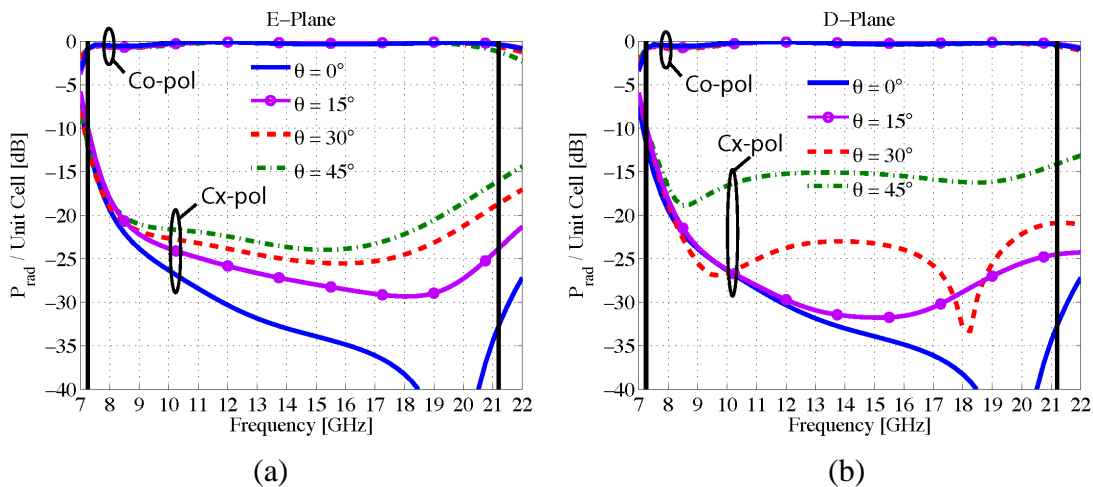 E–Plane
P_rad / Unit Cell [dB]
0
–5
–10
–15
–20
–25
–30
–35
–40
Co-pol
θ = 0°
θ = 15°
θ = 30°
θ = 45°
Cx-pol
7 8 9 10 11 12 13 14 15 16 17 18 19 20 21 22
Frequency [GHz]
(a)
D–Plane
P_rad / Unit Cell [dB]
0
–5
–10
–15
–20
–25
–30
–35
–40
Co-pol
θ = 0°
θ = 15°
θ = 30°
θ = 45°
Cx-pol
7 8 9 10 11 12 13 14 15 16 17 18 19 20 21 22
Frequency [GHz]
(b)